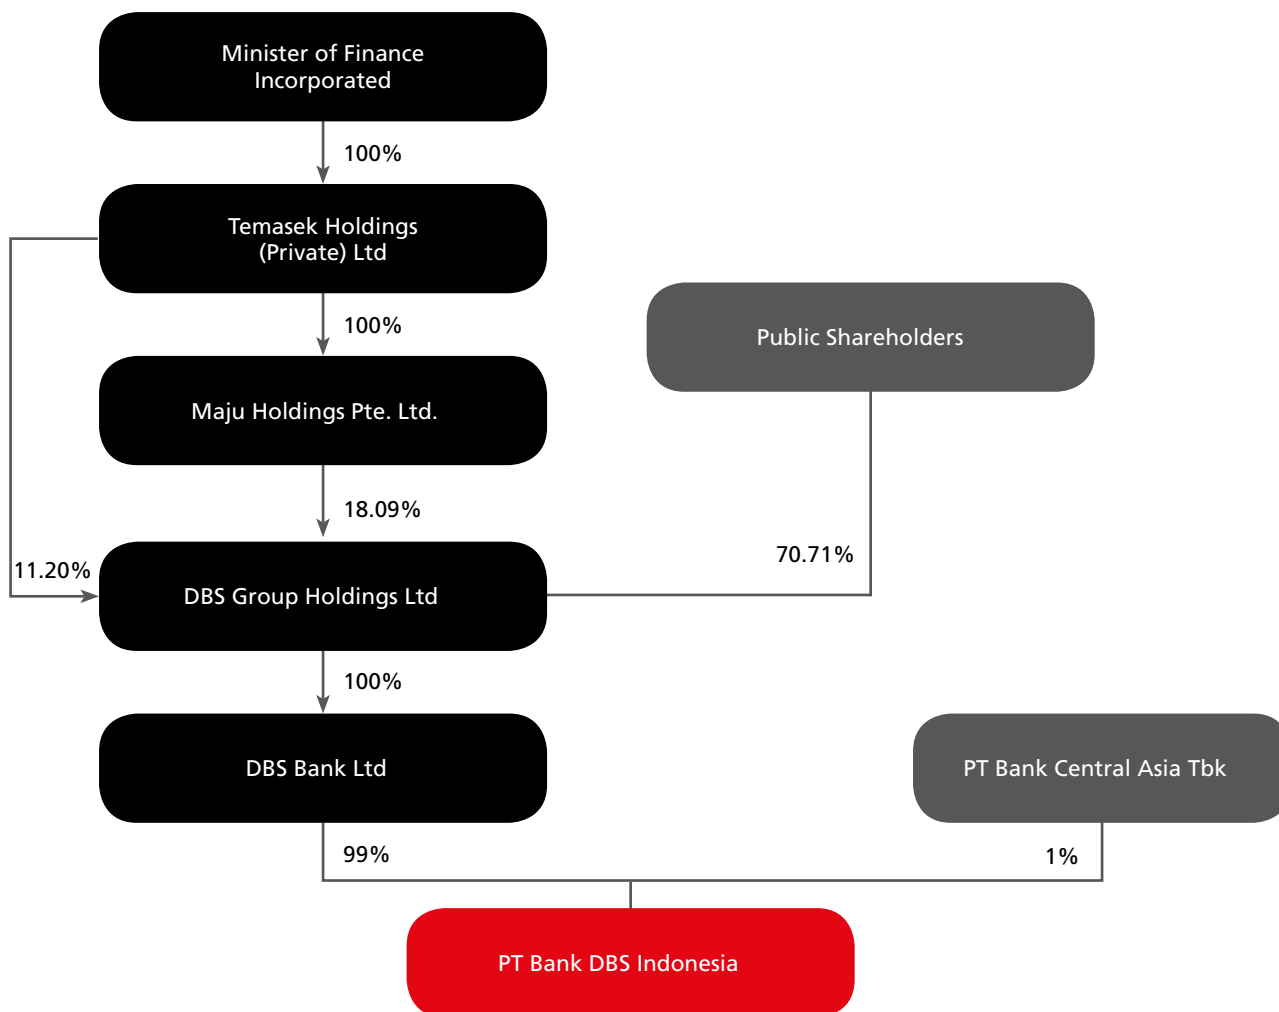 Minister of Finance
Incorporated
100%
Temasek Holdings
(Private) Ltd
100%
Public Shareholders
Maju Holdings Pte. Ltd.
18.09%
70.71%
11.20%
DBS Group Holdings Ltd
100%
DBS Bank Ltd
PT Bank Central Asia Tbk
99%
1%
PT Bank DBS Indonesia